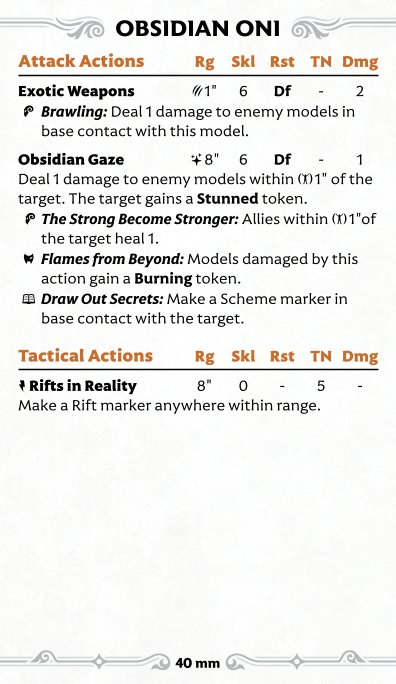 OBSIDIAN ONI
Attack Actions Rg Skl Rst TN Dmg
Exotic Weapons 1" 6 Df - 2
Brawling: Deal 1 damage to enemy models in
base contact with this model.
Obsidian Gaze 8" 6 Df - 1
Deal 1 damage to enemy models within 1" of the
target. The target gains a Stunned token.
The Strong Become Stronger: Allies within 1"of
the target heal 1.
Flames from Beyond: Models damaged by this
action gain a Burning token.
Draw Out Secrets: Make a Scheme marker in
base contact with the target.
Tactical Actions Rg Skl Rst TN Dmg
Rifts in Reality 8" 0 - 5 -
Make a Rift marker anywhere within range.
40 mm